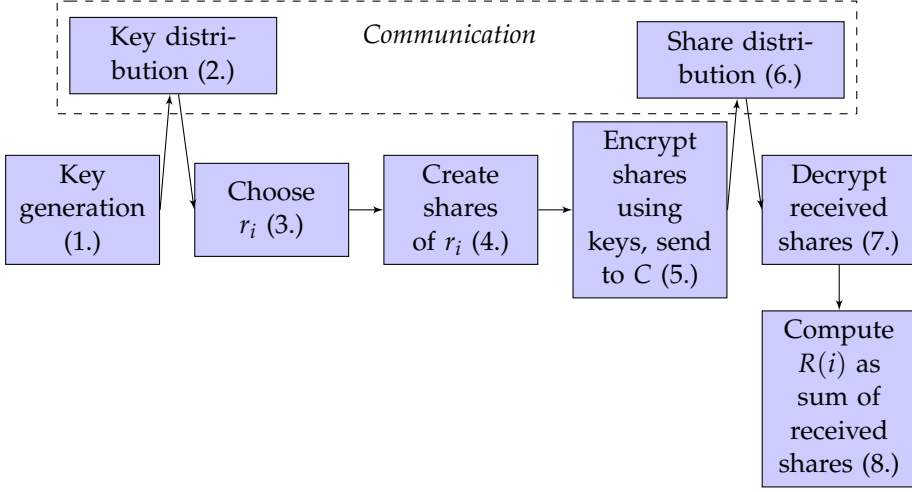 Key distri-
bution (2.)
Communication
Share distri-
bution (6.)
Key
generation
(1.)
Choose
r_i (3.)
Create
shares
of r_i (4.)
Encrypt
shares
using
keys, send
to C (5.)
Decrypt
received
shares (7.)
Compute
R(i) as
sum of
received
shares (8.)